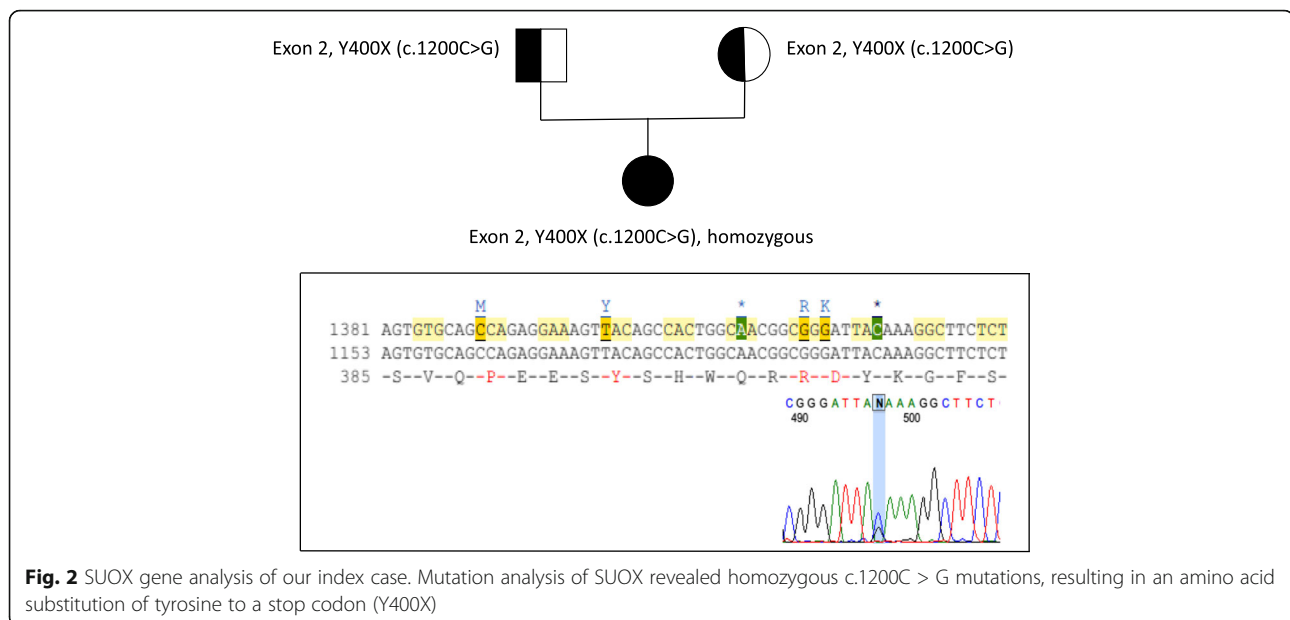 Exon 2, Y400X (c.1200C>G) Exon 2, Y400X (c.1200C>G)
Exon 2, Y400X (c.1200C>G), homozygous
M Y * R K *
1381 AGTGTGCAGCCAGAGGAAAGTTACAGCCACTGGCAACGGCGGGATTACAAAGGCTTCTCT
1153 AGTGTGCAGCCAGAGGAAAGTTACAGCCACTGGCAACGGCGGGATTACAAAGGCTTCTCT
385 -S--V--Q--P--E--E--S--Y--S--H--W--Q--R--R--D--Y--K--G--F--S-
CGGGATTANAAAGGCTTCT
490 500
Fig. 2 SUOX gene analysis of our index case. Mutation analysis of SUOX revealed homozygous c.1200C > G mutations, resulting in an amino acid
substitution of tyrosine to a stop codon (Y400X)